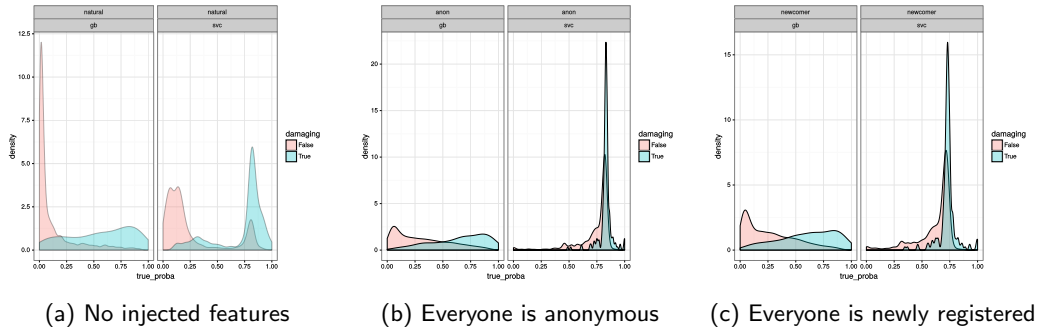 natural
natural
gb
svc
12.5
10.0
7.5
5.0
2.5
0.0
density
0.00
0.25
0.50
0.75
1.00
0.00
0.25
0.50
0.75
1.00
true_proba
damaging
False
True
(a) No injected features
anon
anon
gb
svc
20
15
10
5
0
density
0.00
0.25
0.50
0.75
1.00
0.00
0.25
0.50
0.75
1.00
true_proba
damaging
False
True
(b) Everyone is anonymous
newcomer
newcomer
gb
svc
15
10
5
0
density
0.00
0.25
0.50
0.75
1.00
0.00
0.25
0.50
0.75
1.00
true_proba
damaging
False
True
(c) Everyone is newly registered